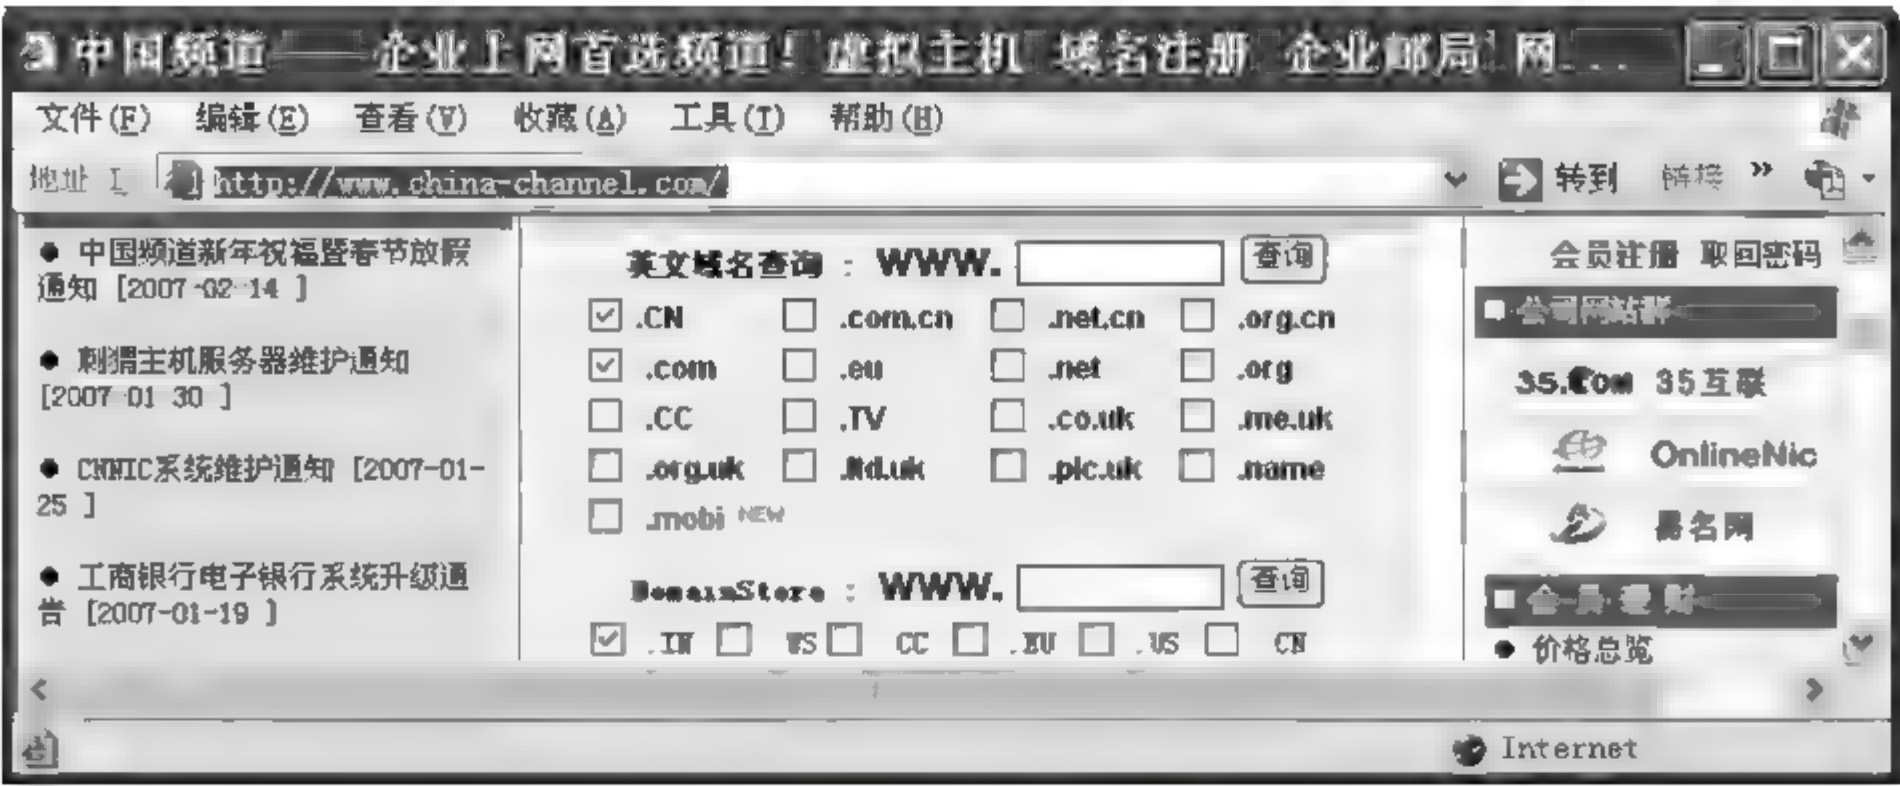 中国频道——企业上网首选频道! 虚拟主机 域名注册 企业邮局 网...
文件(F) 编辑(E) 查看(V) 收藏(A) 工具(T) 帮助(H)
地址 http://www.china-channel.com/ 转到 链接 »
● 中国频道新年祝福暨春节放假
通知 [2007-02-14 ]
● 刺猬主机服务器维护通知
[2007-01-30 ]
● CNNIC系统维护通知 [2007-01-
25 ]
● 工商银行电子银行系统升级通
告 [2007-01-19 ]
英文域名查询 : WWW. 查询
.CN .com.cn .net.cn .org.cn
.com .eu .net .org
.CC .TV .co.uk .me.uk
.org.uk .ltd.uk .plc.uk .name
.mobi NEW
DomainStore : WWW. 查询
.IN WS CC .EU .US CN
会员注册 取回密码
公司网站群
35.Com 35互联
OnlineNic
易名网
会员 理财
● 价格总览
Internet